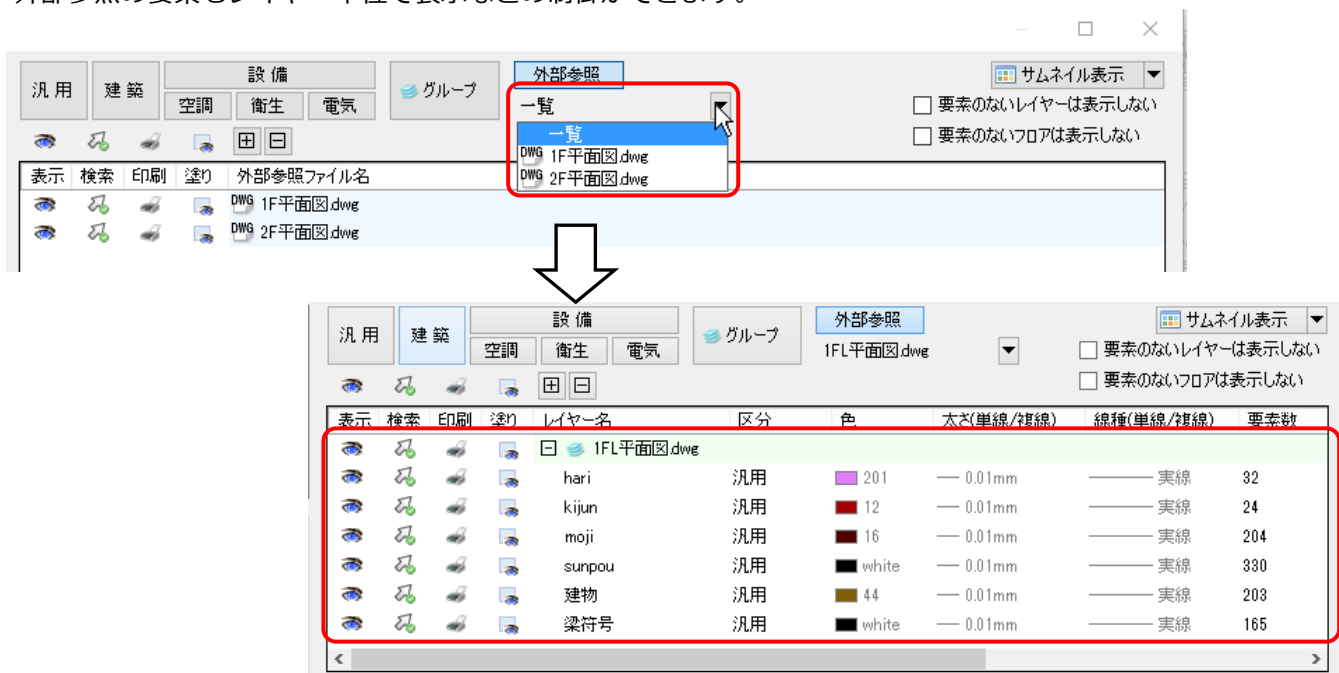 外部参照の要素もレイヤー単位で表示などの制御ができます。
汎用 建築 設備 グループ 外部参照 サムネイル表示
空調 衛生 電気 一覧 要素のないレイヤーは表示しない
一覧 要素のないフロアは表示しない
DWG 1F平面図.dwg
DWG 2F平面図.dwg
表示 検索 印刷 塗り 外部参照ファイル名
DWG 1F平面図.dwg
DWG 2F平面図.dwg
汎用 建築 設備 グループ 外部参照 サムネイル表示
空調 衛生 電気 1FL平面図.dwg 要素のないレイヤーは表示しない
要素のないフロアは表示しない
表示 検索 印刷 塗り レイヤー名 区分 色 太さ(単線/複線) 線種(単線/複線) 要素数
1FL平面図.dwg
hari 汎用 201 0.01mm 実線 32
kijun 汎用 12 0.01mm 実線 24
moji 汎用 16 0.01mm 実線 204
sunpou 汎用 white 0.01mm 実線 330
建物 汎用 44 0.01mm 実線 203
梁符号 汎用 white 0.01mm 実線 165